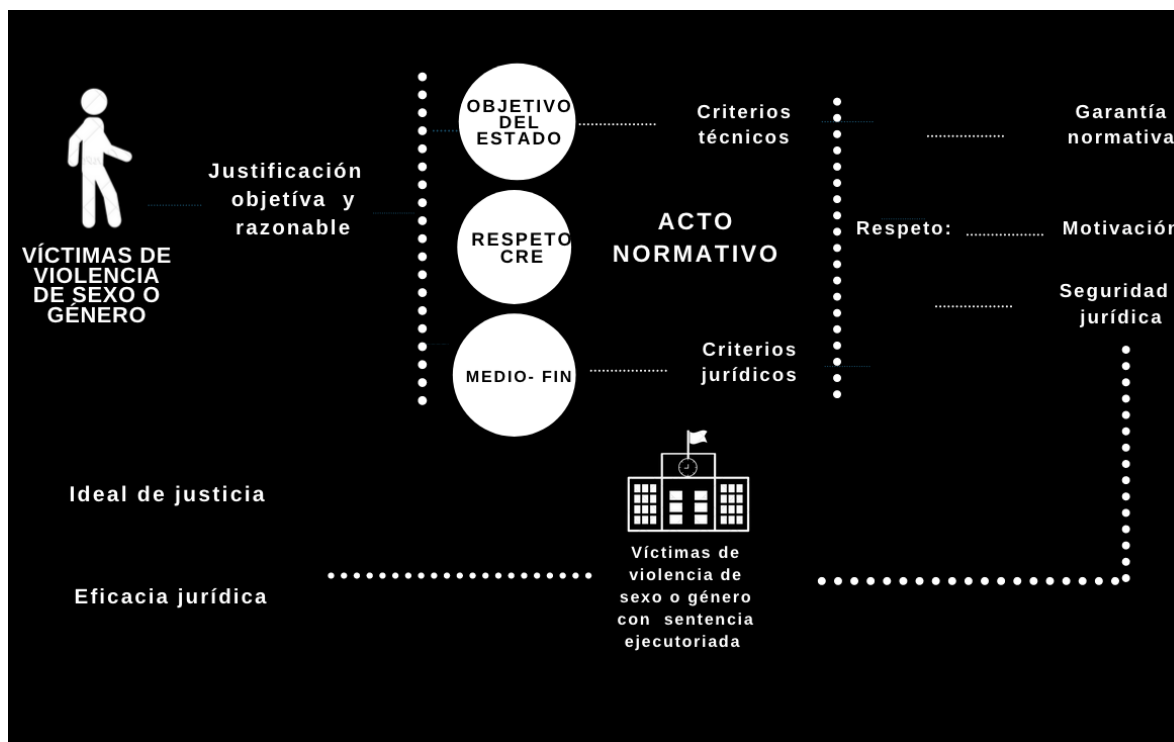 VÍCTIMAS DE
VIOLENCIA
DE SEXO O
GÉNERO
Justificación
objetíva y
razonable
OBJETIVO
DEL
ESTADO
RESPETO
CRE
MEDIO- FIN
Criterios
técnicos
ACTO
NORMATIVO
Criterios
jurídicos
Respeto:
Garantía
normativa
Motivación
Seguridad
jurídica
Ideal de justicia
Eficacia jurídica
Víctimas de
violencia de
sexo o género
con sentencia
ejecutoriada